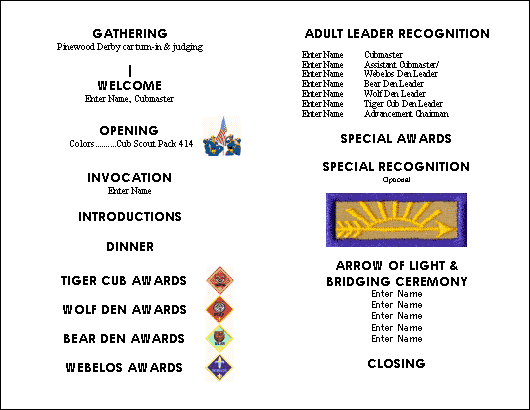 GATHERING
Pinewood Derby car turn-in & judging
WELCOME
Enter Name, Cubmaster
OPENING
Colors..........Cub Scout Pack 414
INVOCATION
Enter Name
INTRODUCTIONS
DINNER
TIGER CUB AWARDS
WOLF DEN AWARDS
BEAR DEN AWARDS
WEBELOS AWARDS
ADULT LEADER RECOGNITION
Enter Name Cubmaster
Enter Name Assistant Cubmaster/
Enter Name Webelos Den Leader
Enter Name Bear Den Leader
Enter Name Wolf Den Leader
Enter Name Tiger Cub Den Leader
Enter Name Advancement Chairman
SPECIAL AWARDS
SPECIAL RECOGNITION
Optional
ARROW OF LIGHT &
BRIDGING CEREMONY
Enter Name
Enter Name
Enter Name
Enter Name
Enter Name
CLOSING